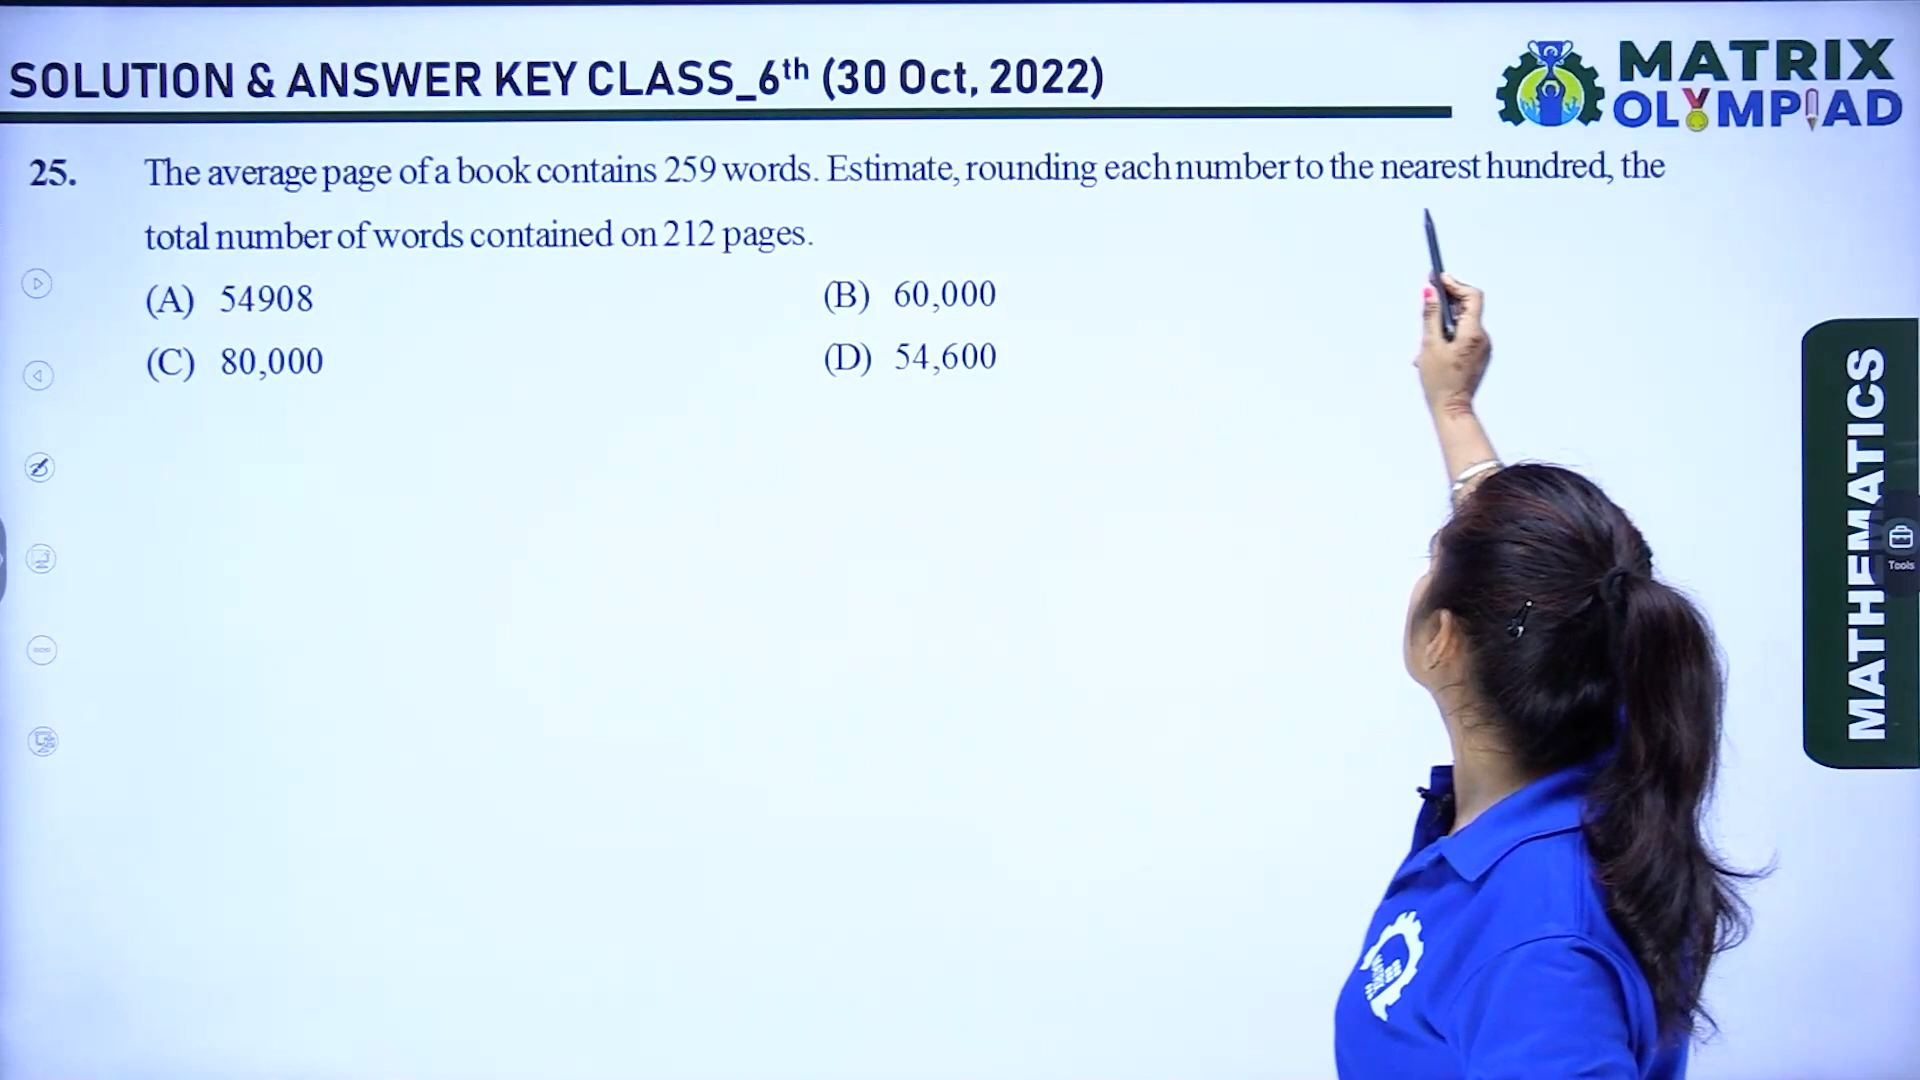 SOLUTION & ANSWER KEY CLASS_6th (30 Oct, 2022)
MATRIX
OLYMPIAD
25. The average page of a book contains 259 words. Estimate, rounding each number to the nearest hundred, the
total number of words contained on 212 pages.
(A) 54908 (B) 60,000
(C) 80,000 (D) 54,600
MATHEMATICS
Tools